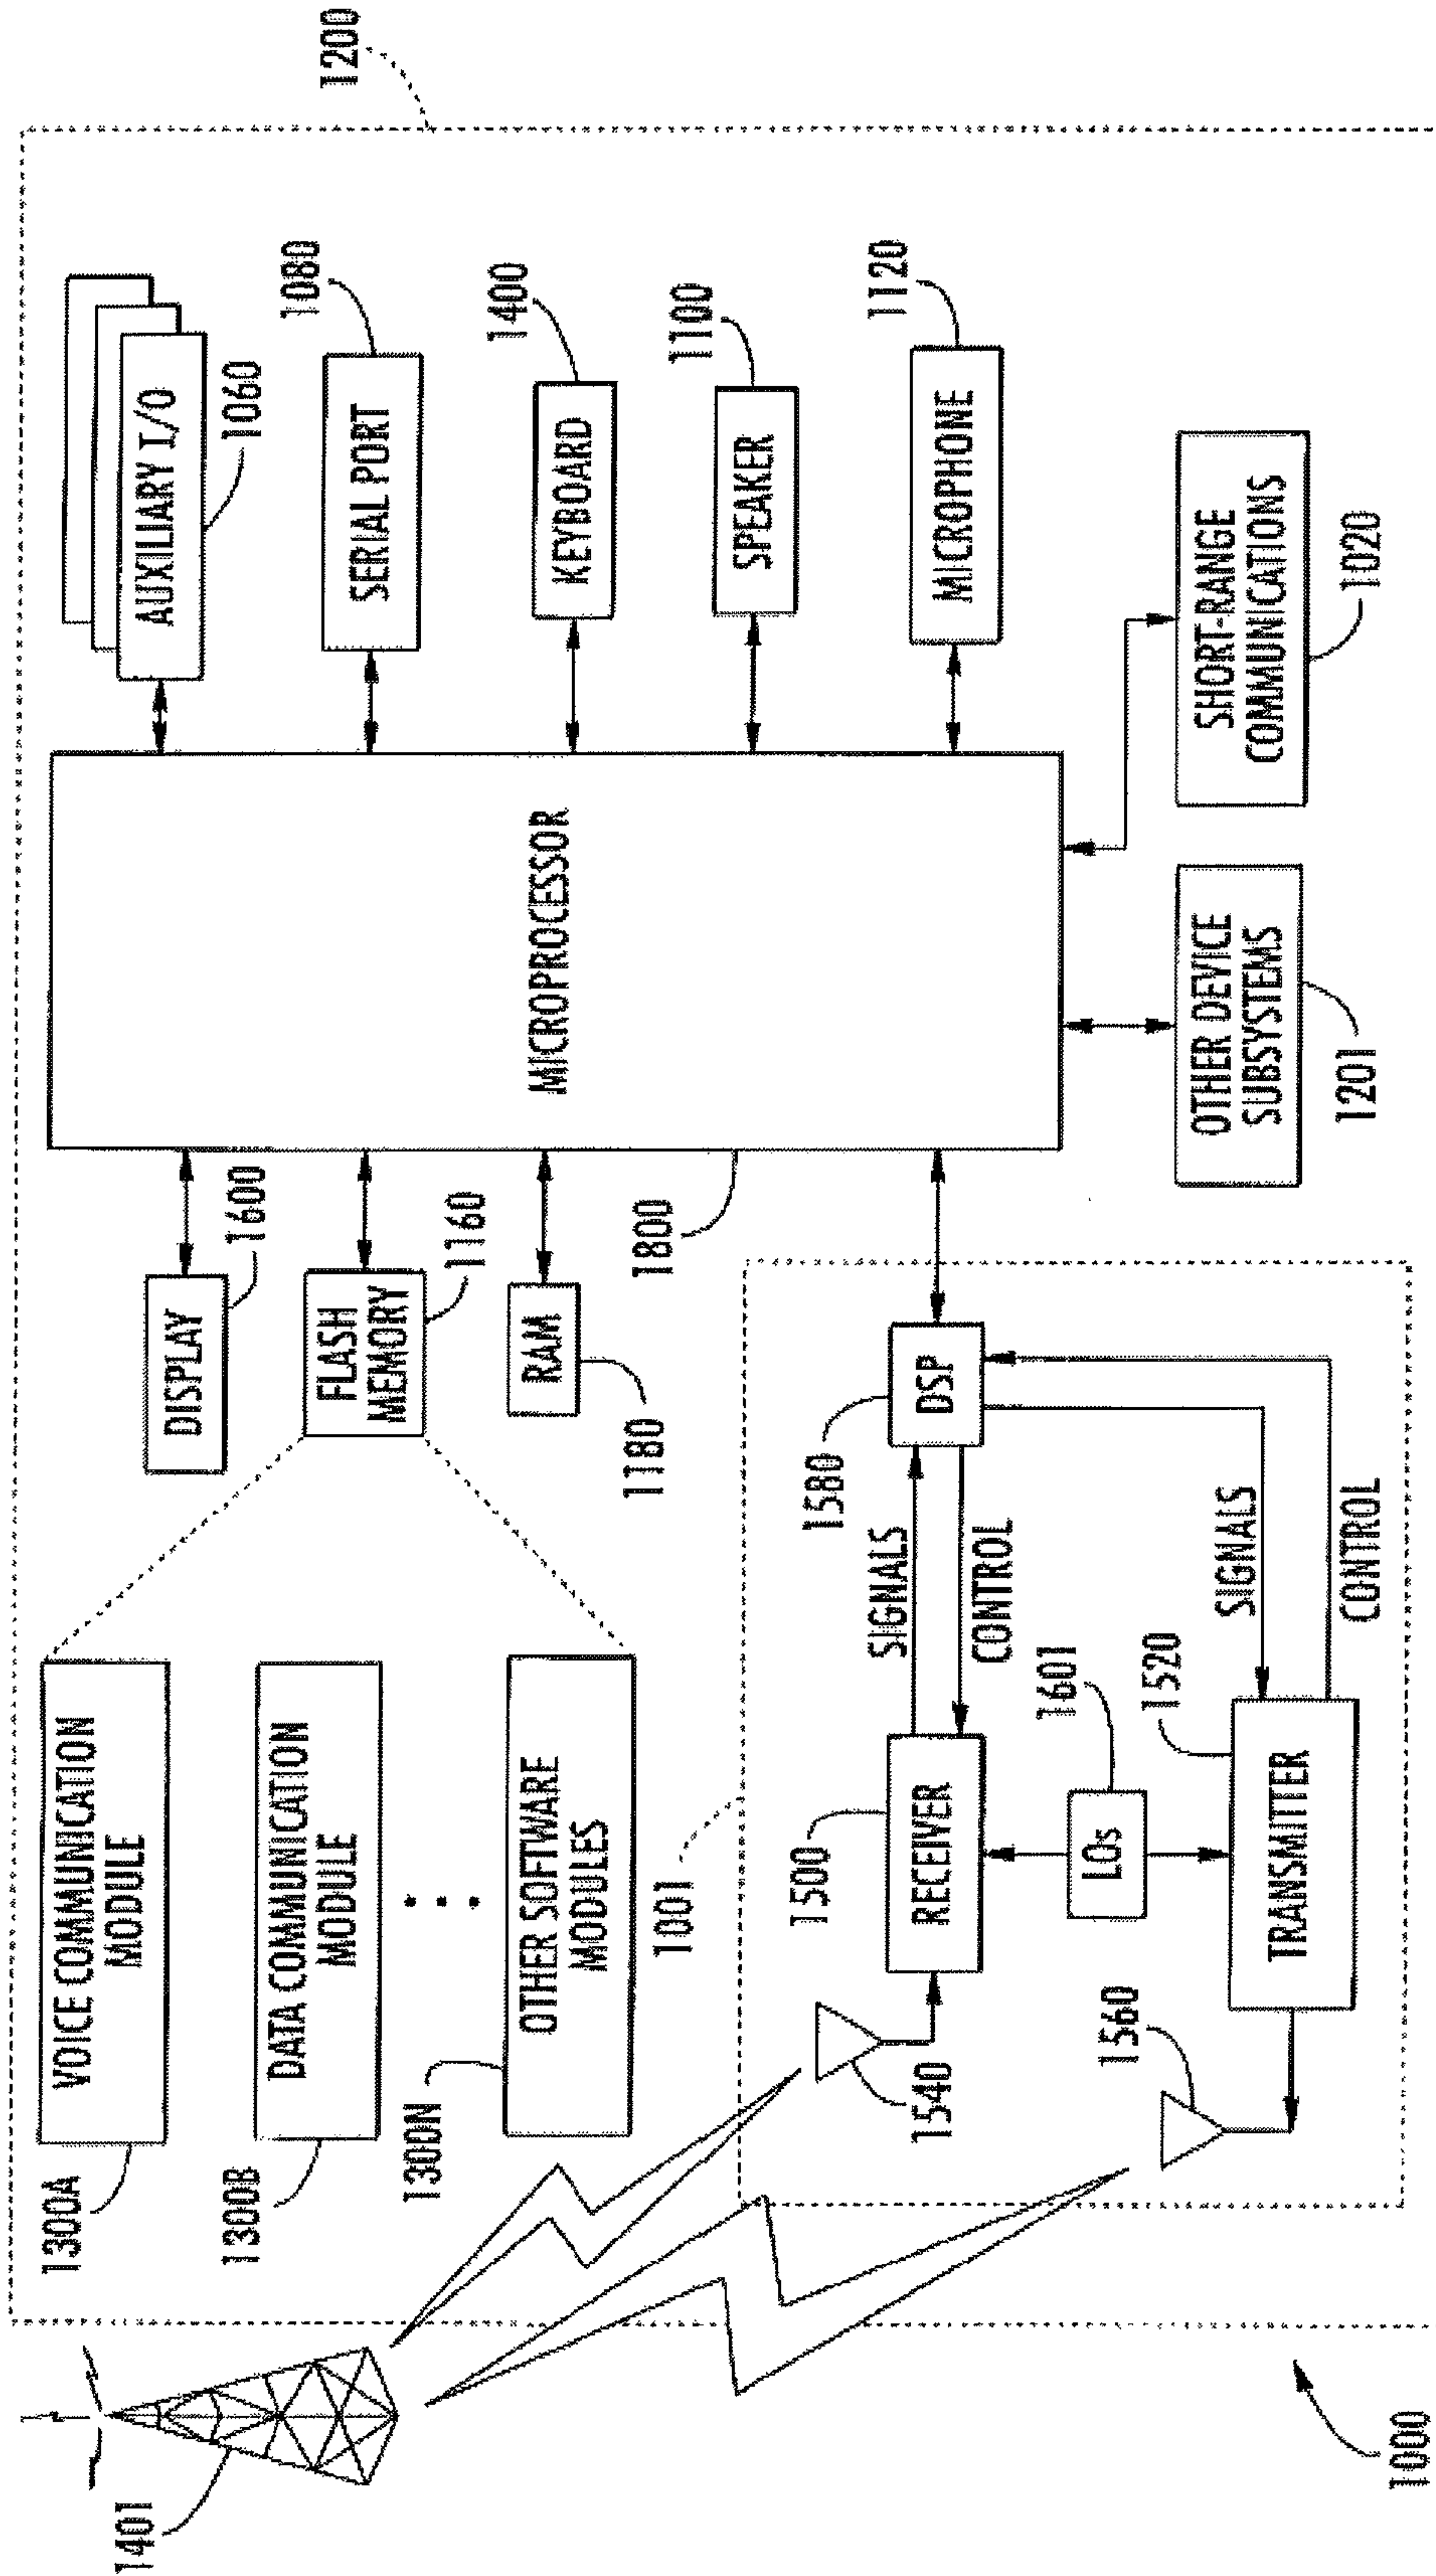 1401
1300A
VOICE COMMUNICATION
MODULE
1300B
DATA COMMUNICATION
MODULE
1300N
OTHER SOFTWARE
MODULES
DISPLAY
1600
FLASH
MEMORY
1160
RAM
1180
1800
MICROPROCESSOR
AUXILIARY I/O
1060
SERIAL PORT
1080
KEYBOARD
1400
SPEAKER
1100
MICROPHONE
1120
1200
SHORT-RANGE
COMMUNICATIONS
1020
OTHER DEVICE
SUBSYSTEMS
1201
1001
1580
DSP
SIGNALS
CONTROL
1500
RECEIVER
1540
1601
LOs
1520
TRANSMITTER
1560
SIGNALS
CONTROL
1000